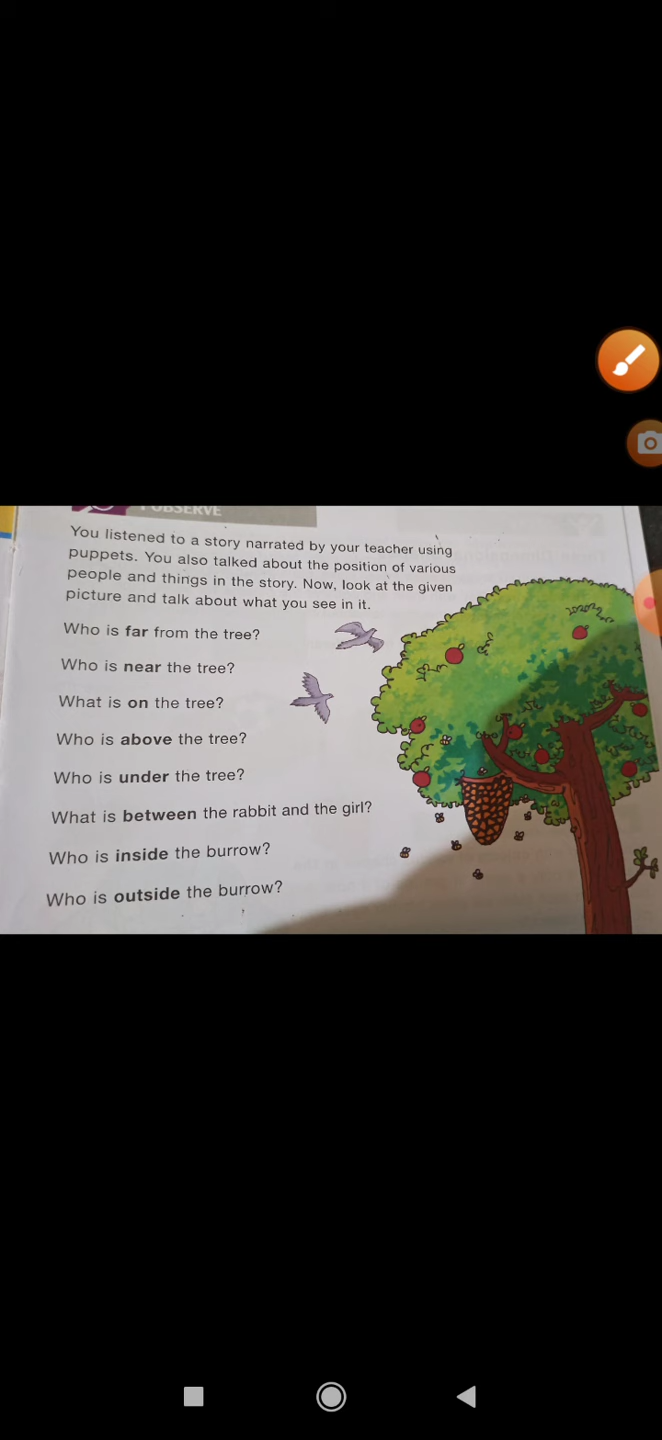 OBSERVE
You listened to a story narrated by your teacher using
puppets. You also talked about the position of various
people and things in the story. Now, look at the given
picture and talk about what you see in it.
Who is far from the tree?
Who is near the tree?
What is on the tree?
Who is above the tree?
Who is under the tree?
What is between the rabbit and the girl?
Who is inside the burrow?
Who is outside the burrow?